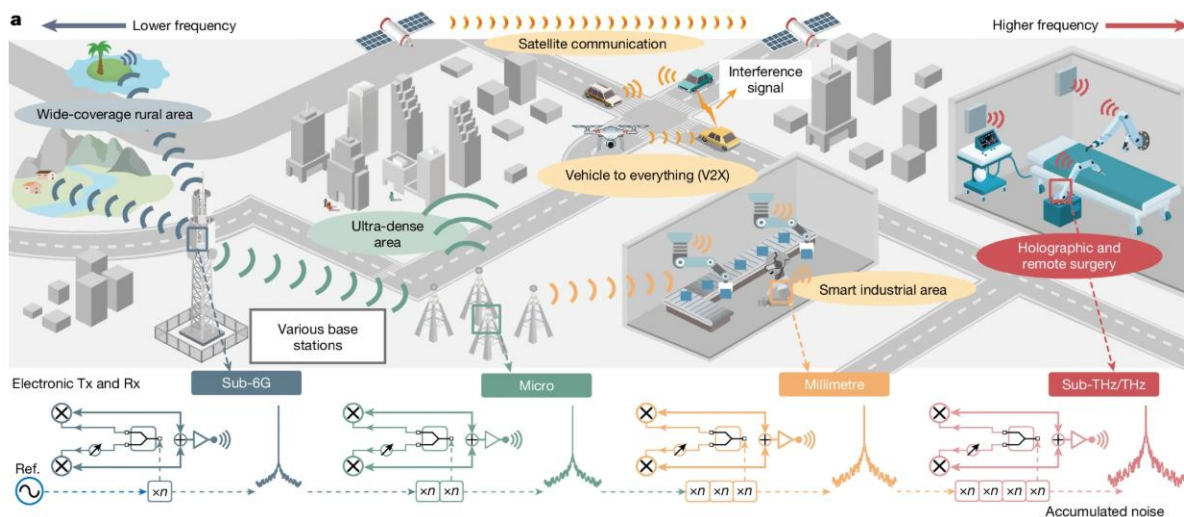 a
Lower frequency
Higher frequency
Satellite communication
Interference
signal
Wide-coverage rural area
Vehicle to everything (V2X)
Ultra-dense
area
Holographic and
remote surgery
Smart industrial area
Various base
stations
Electronic Tx and Rx
Sub-6G
Micro
Millimetre
Sub-THz/THz
Ref.
×n
×n ×n
×n ×n ×n
×n ×n ×n ×n
Accumulated noise